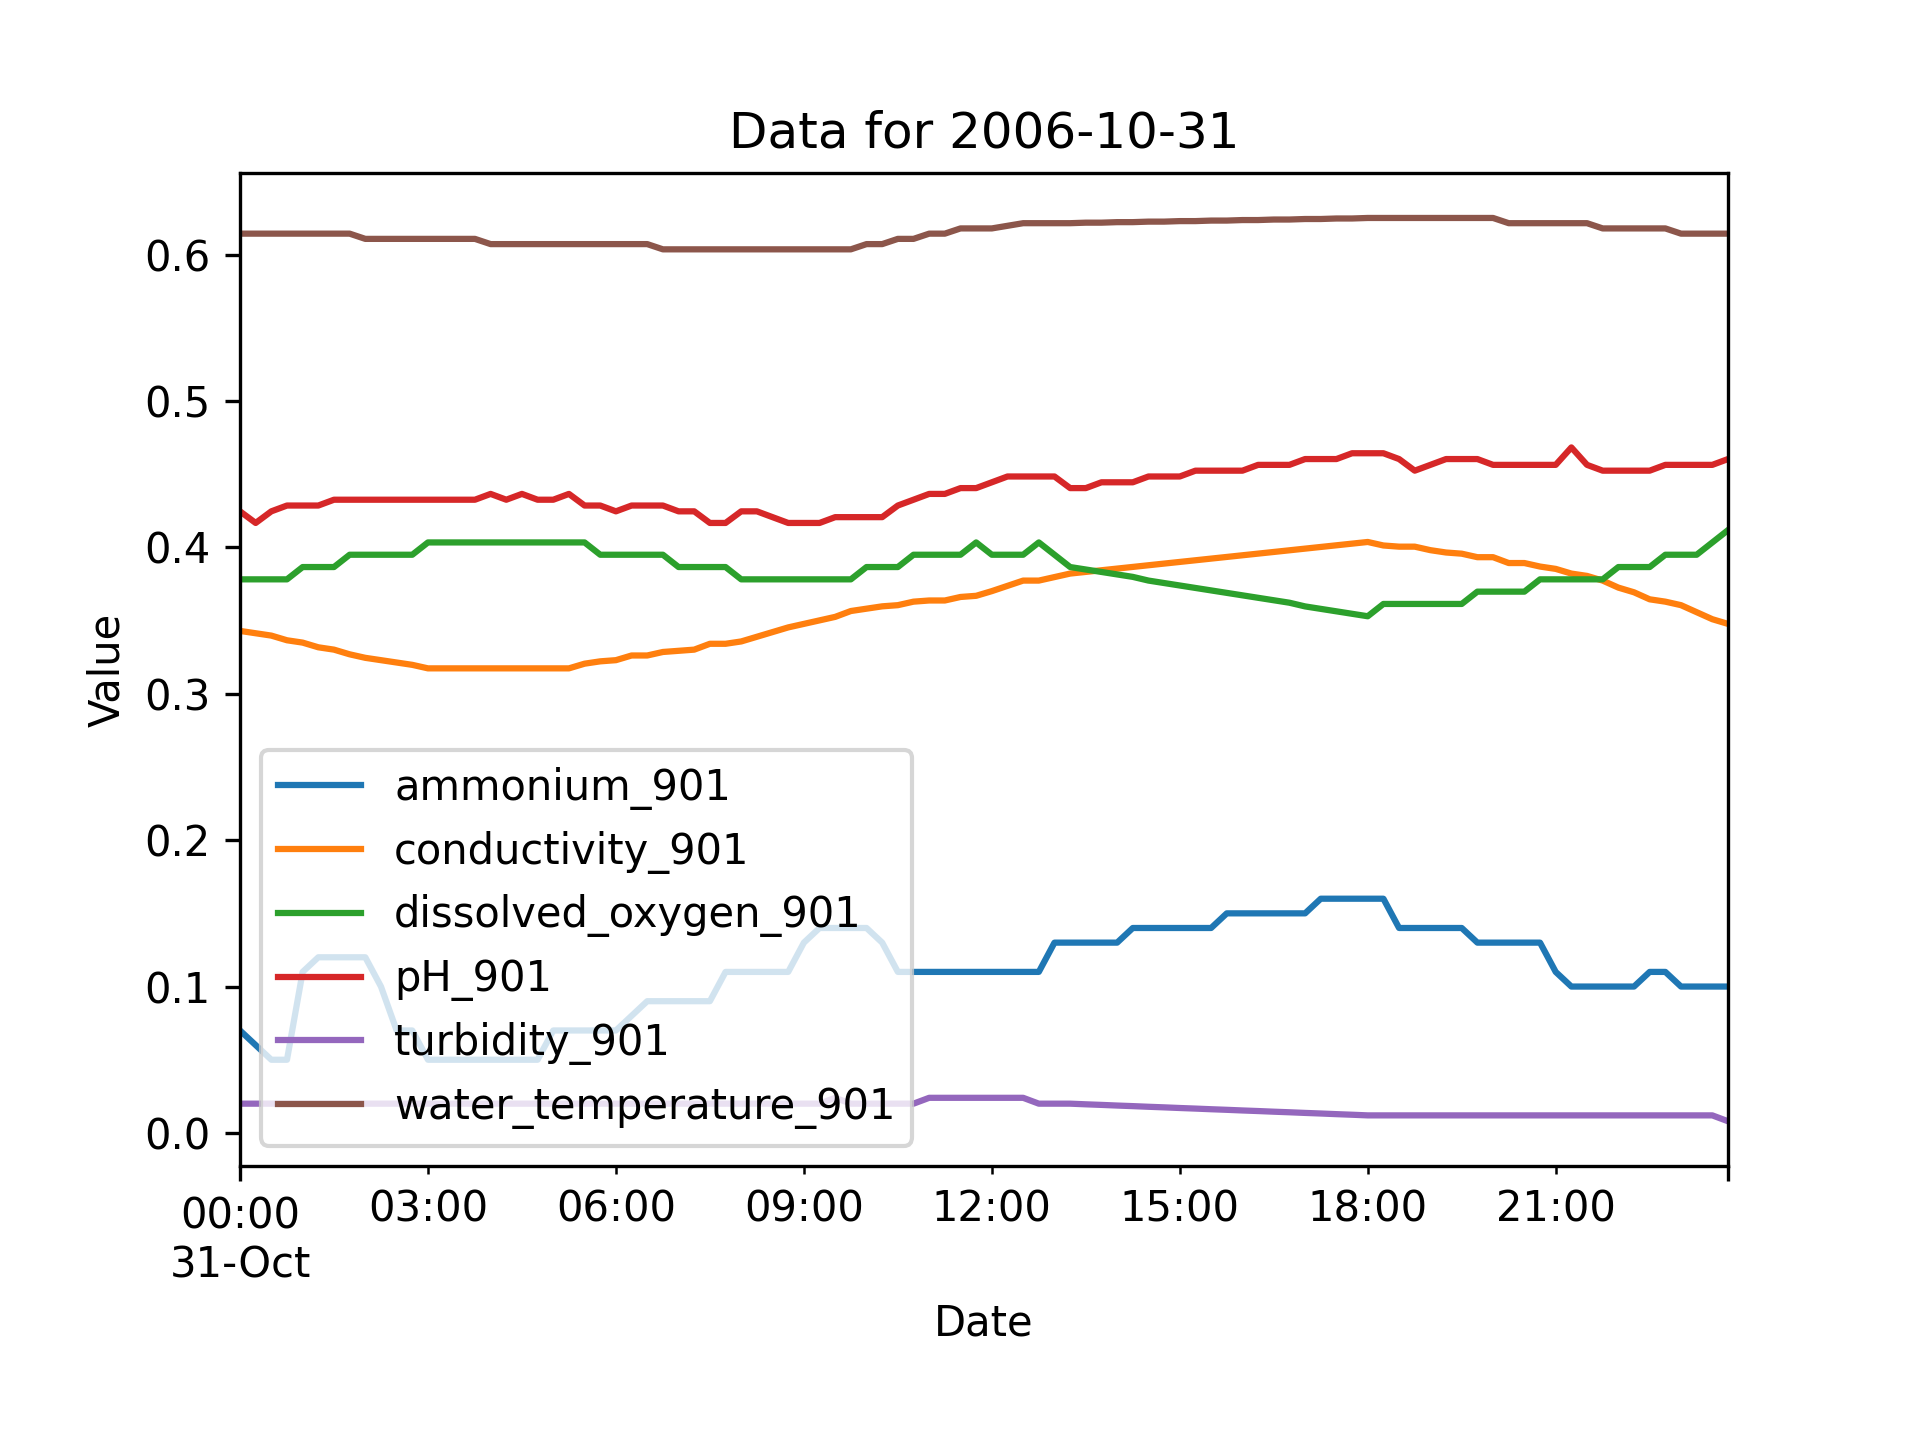 Data for 2006-10-31
Value
0.6
0.5
0.4
0.3
0.2
0.1
0.0
ammonium_901
conductivity_901
dissolved_oxygen_901
pH_901
turbidity_901
water_temperature_901
00:00 03:00 06:00 09:00 12:00 15:00 18:00 21:00
31-Oct
Date